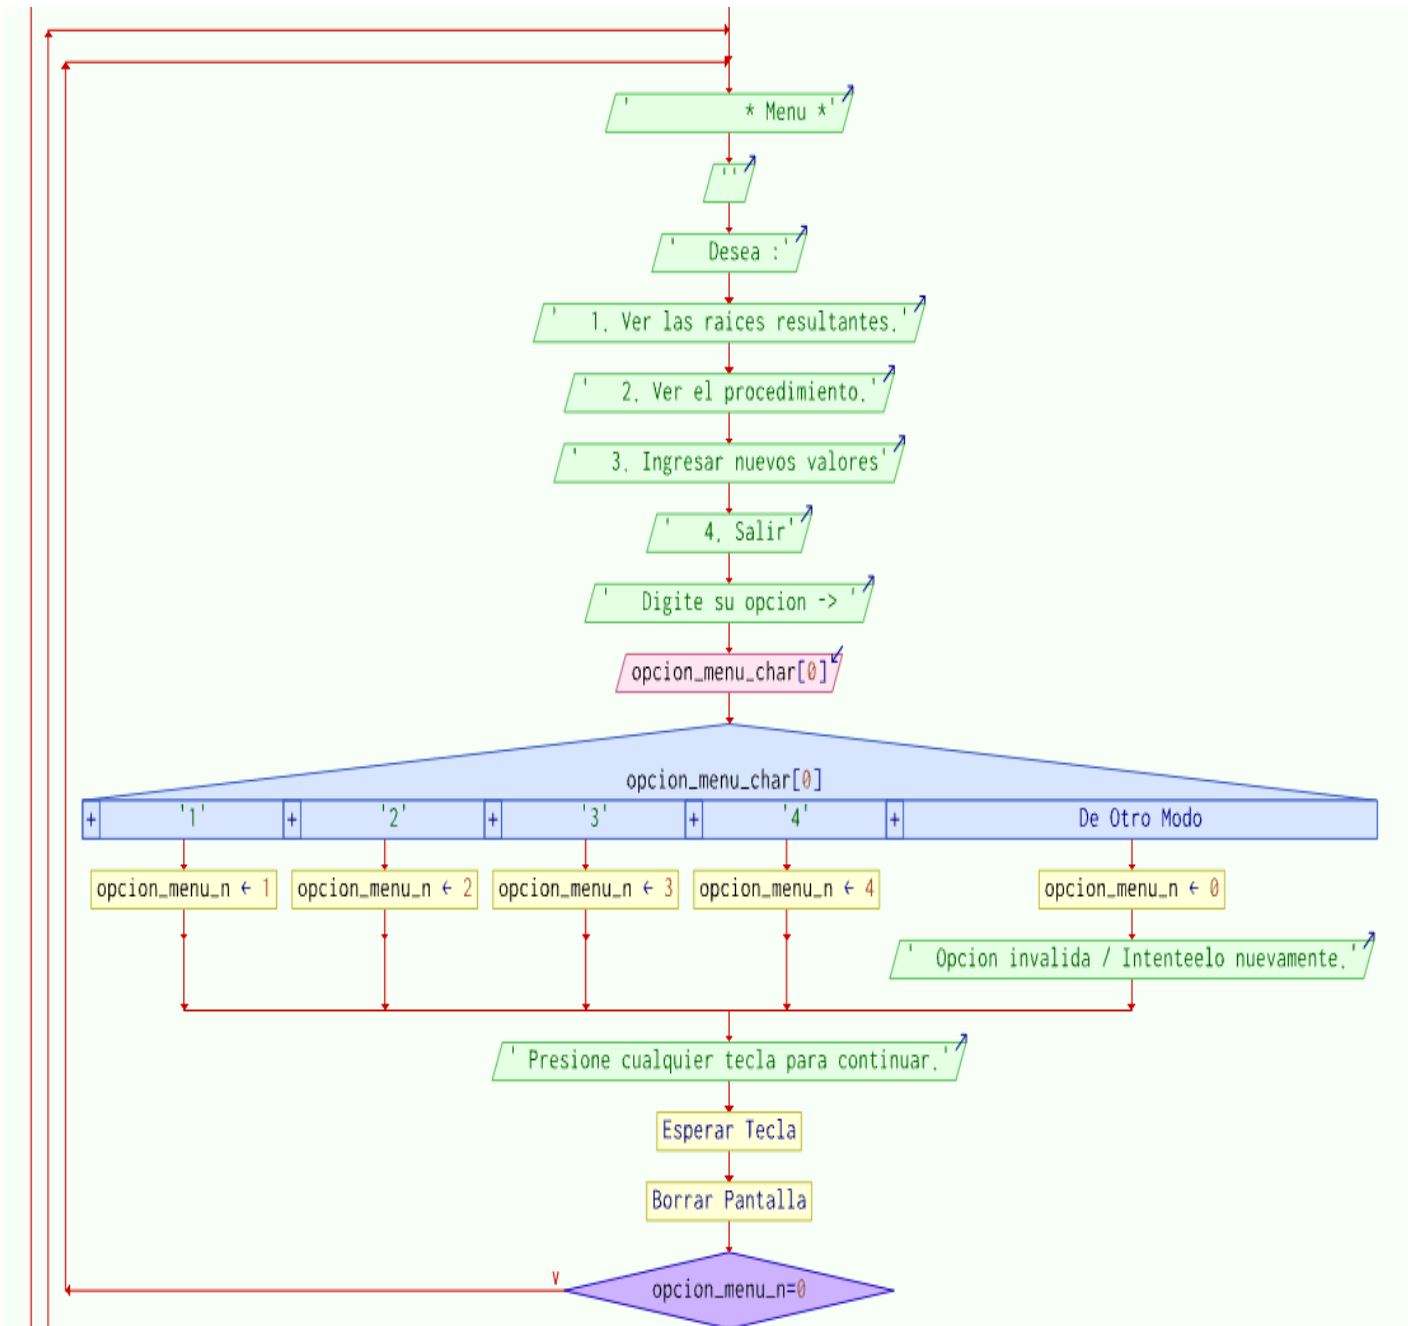 '            * Menu *'
''
'   Desea :'
'   1. Ver las raices resultantes.'
'   2. Ver el procedimiento.'
'   3. Ingresar nuevos valores'
'   4. Salir'
'   Digite su opcion -> '
opcion_menu_char[0]
opcion_menu_char[0]
+ '1' + '2' + '3' + '4' + De Otro Modo
opcion_menu_n ← 1 opcion_menu_n ← 2 opcion_menu_n ← 3 opcion_menu_n ← 4 opcion_menu_n ← 0
'  Opcion invalida / Intenteelo nuevamente.'
' Presione cualquier tecla para continuar.'
Esperar Tecla
Borrar Pantalla
V
opcion_menu_n=0